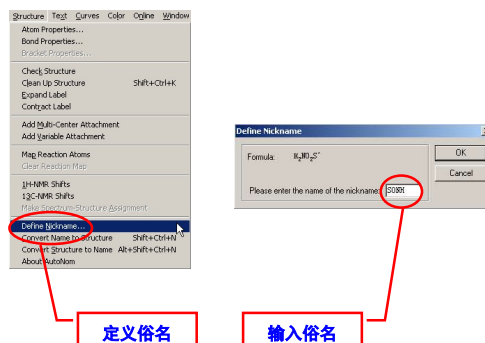 Structure Text Curves Color Online Window
Atom Properties...
Bond Properties...
Bracket Properties...
Check Structure
Clean Up Structure Shift+Ctrl+K
Expand Label
Contract Label
Add Multi-Center Attachment
Add Variable Attachment
Map Reaction Atoms
Clear Reaction Map
1H-NMR Shifts
13C-NMR Shifts
Make Spectrum-Structure Assignment
Define Nickname...
Convert Name to Structure Shift+Ctrl+N
Convert Structure to Name Alt+Shift+Ctrl+N
About AutoNom
Define Nickname
Formula: H₂NO₂S⁺
OK
Cancel
Please enter the name of the nickname:
定义俗名
输入俗名